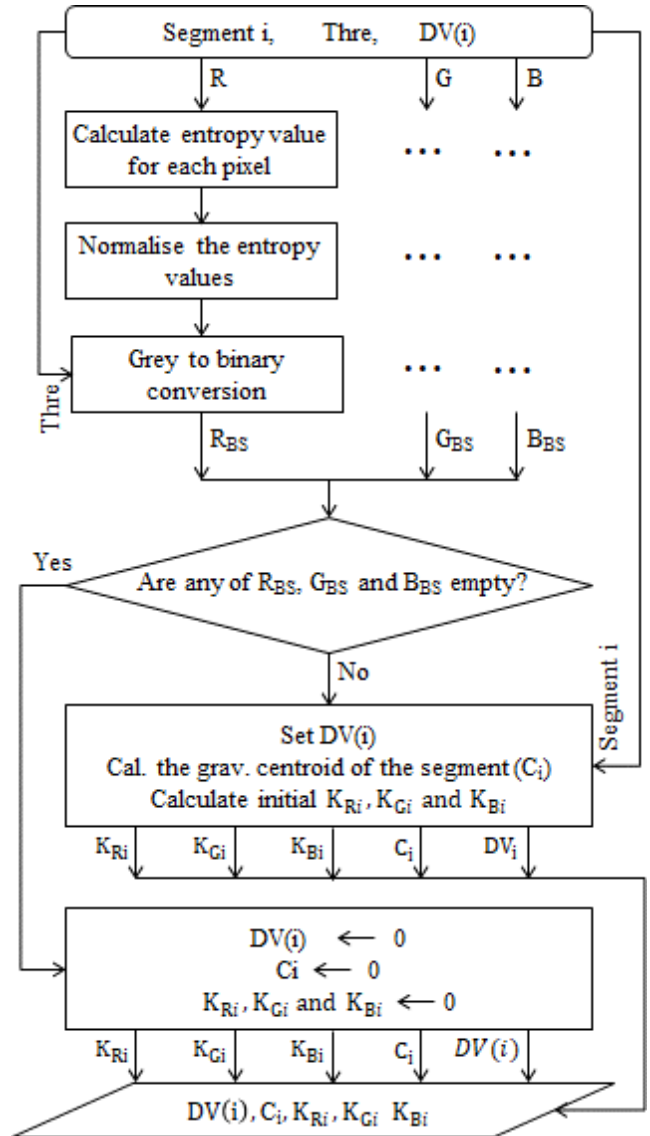 Segment i, Thre, DV(i)
R G B
Calculate entropy value
for each pixel
... ...
Normalise the entropy
values
... ...
Grey to binary
conversion
... ...
Thre
R_BS G_BS B_BS
Yes
Are any of R_BS, G_BS and B_BS empty?
No
Segment i
Set DV(i)
Cal. the grav. centroid of the segment (C_i)
Calculate initial K_Ri, K_Gi and K_Bi
K_Ri K_Gi K_Bi C_i DV_i
DV(i) ← 0
Ci ← 0
K_Ri, K_Gi and K_Bi ← 0
K_Ri K_Gi K_Bi C_i DV(i)
DV(i), C_i, K_Ri, K_Gi K_Bi